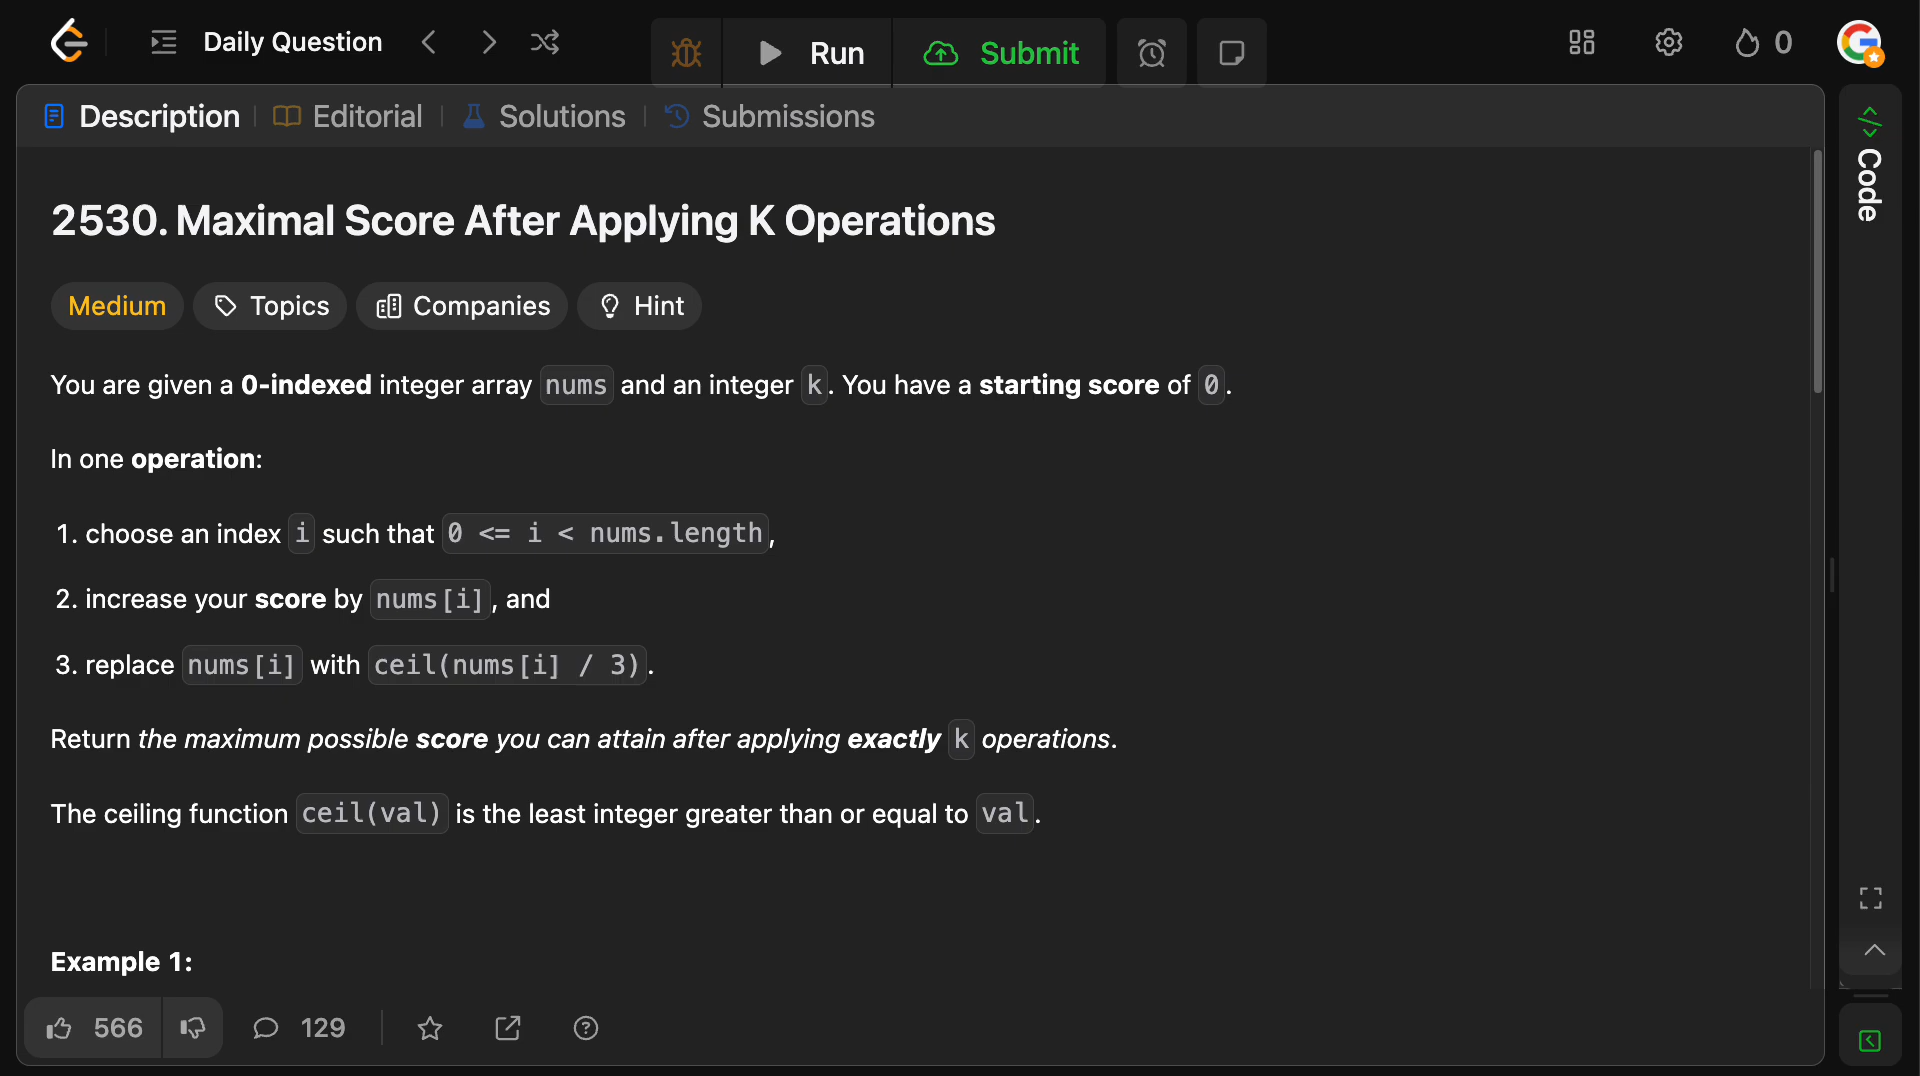 Daily Question
Run
Submit
0
Description
Editorial
Solutions
Submissions
Code
2530. Maximal Score After Applying K Operations
Medium
Topics
Companies
Hint
You are given a 0-indexed integer array nums and an integer k. You have a starting score of 0.
In one operation:
1. choose an index i such that 0 <= i < nums.length,
2. increase your score by nums[i], and
3. replace nums[i] with ceil(nums[i] / 3).
Return the maximum possible score you can attain after applying exactly k operations.
The ceiling function ceil(val) is the least integer greater than or equal to val.
Example 1:
566
129